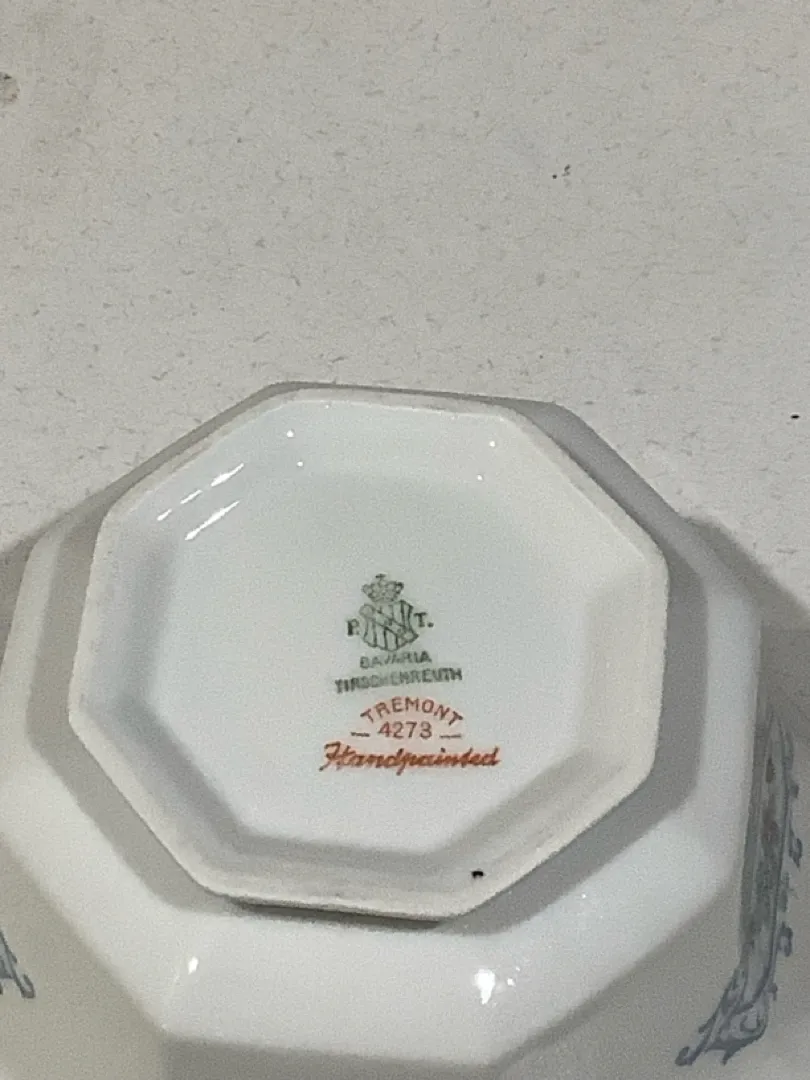 P. T.
BAVARIA
TIRSCHENREUTH
TREMONT
— 4273 —
Handpainted